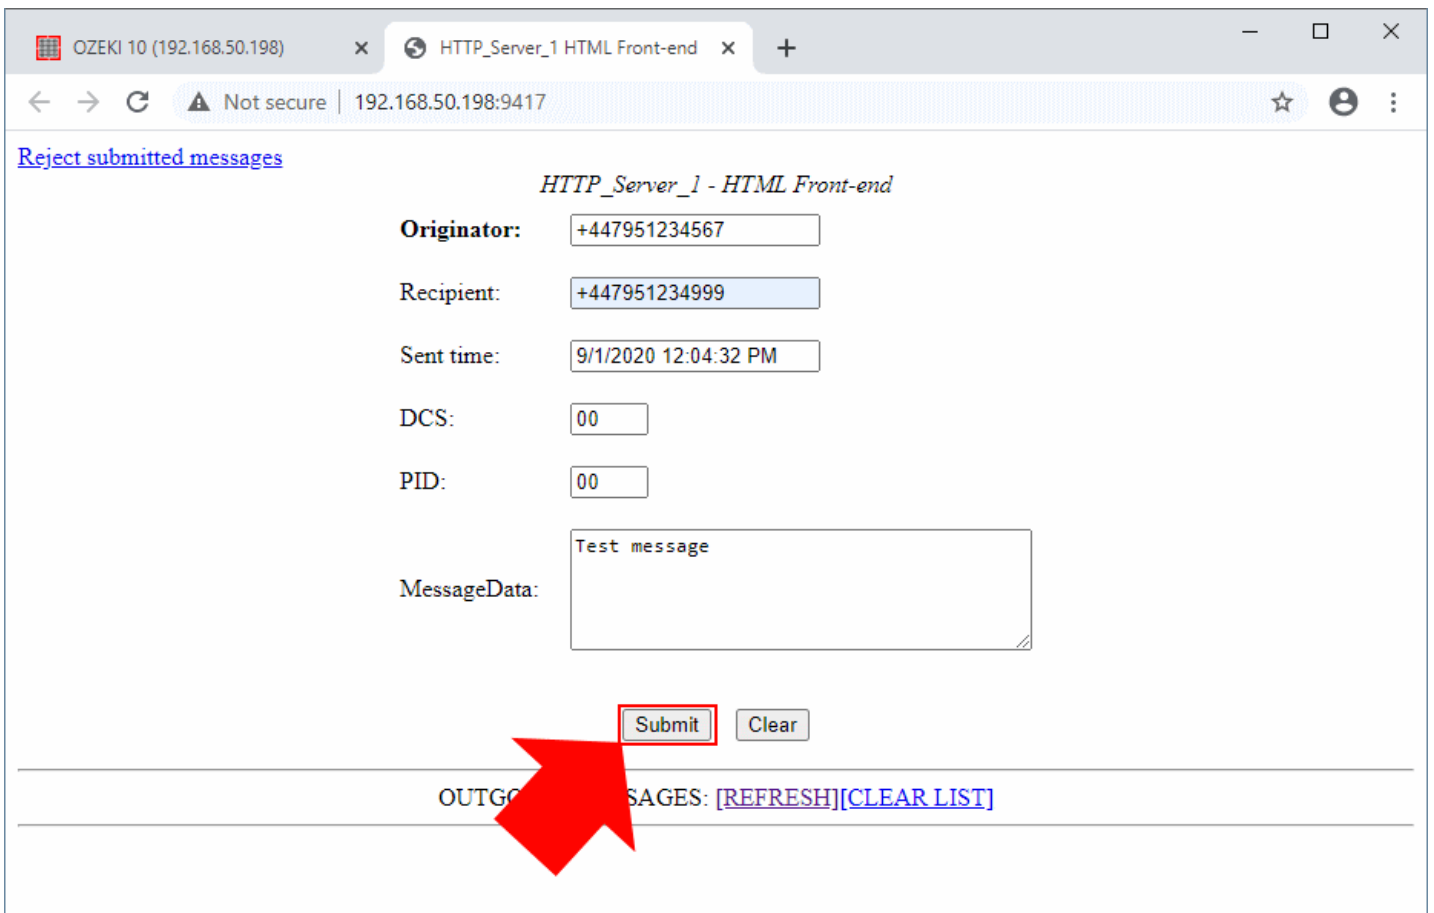 OZEKI 10 (192.168.50.198)
HTTP_Server_1 HTML Front-end
Not secure
192.168.50.198:9417
Reject submitted messages
HTTP_Server_1 - HTML Front-end
Originator: +447951234567
Recipient: +447951234999
Sent time: 9/1/2020 12:04:32 PM
DCS: 00
PID: 00
MessageData: Test message
Submit Clear
[REFRESH][CLEAR LIST]